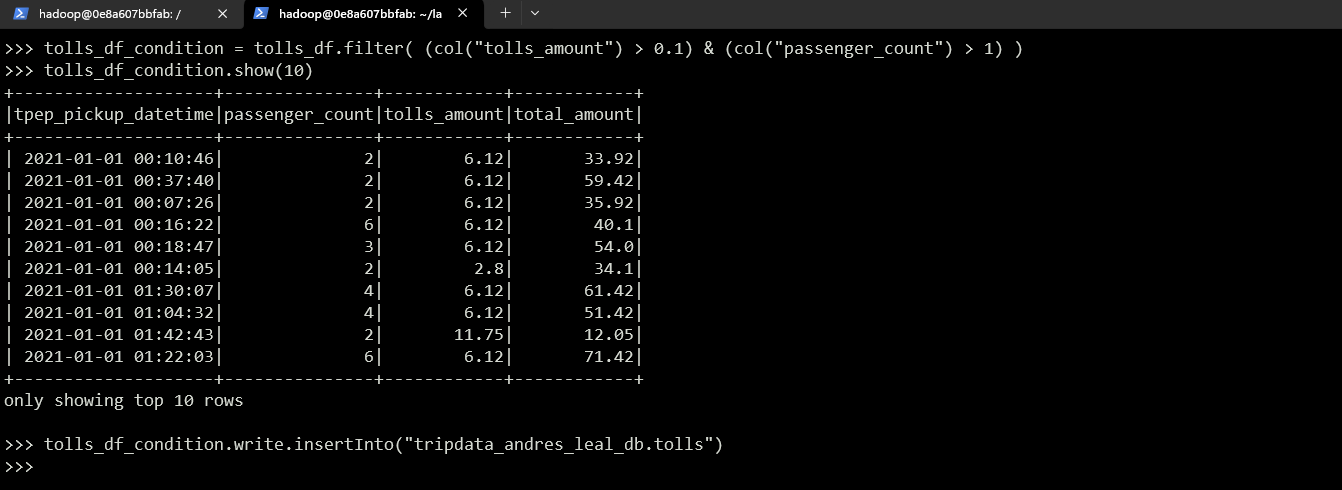 hadoop@0e8a607bbfab: /
hadoop@0e8a607bbfab: ~/la
>>> tolls_df_condition = tolls_df.filter( (col("tolls_amount") > 0.1) & (col("passenger_count") > 1) )
>>> tolls_df_condition.show(10)
+--------------------+---------------+------------+------------+
|tpep_pickup_datetime|passenger_count|tolls_amount|total_amount|
+--------------------+---------------+------------+------------+
| 2021-01-01 00:10:46|              2|        6.12|       33.92|
| 2021-01-01 00:37:40|              2|        6.12|       59.42|
| 2021-01-01 00:07:26|              2|        6.12|       35.92|
| 2021-01-01 00:16:22|              6|        6.12|        40.1|
| 2021-01-01 00:18:47|              3|        6.12|        54.0|
| 2021-01-01 00:14:05|              2|         2.8|        34.1|
| 2021-01-01 01:30:07|              4|        6.12|       61.42|
| 2021-01-01 01:04:32|              4|        6.12|       51.42|
| 2021-01-01 01:42:43|              2|       11.75|       12.05|
| 2021-01-01 01:22:03|              6|        6.12|       71.42|
+--------------------+---------------+------------+------------+
only showing top 10 rows
>>> tolls_df_condition.write.insertInto("tripdata_andres_leal_db.tolls")
>>>